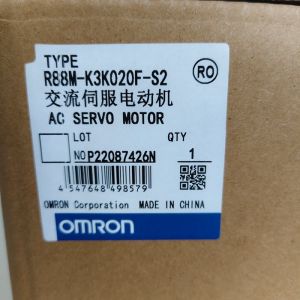 TYPE
R88M-K3K020F-S2
RO
交流伺服电动机
AC SERVO MOTOR
LOT QTY
NO P22087426N 1
4 547648 498579
OMRON Corporation MADE IN CHINA
OMRON